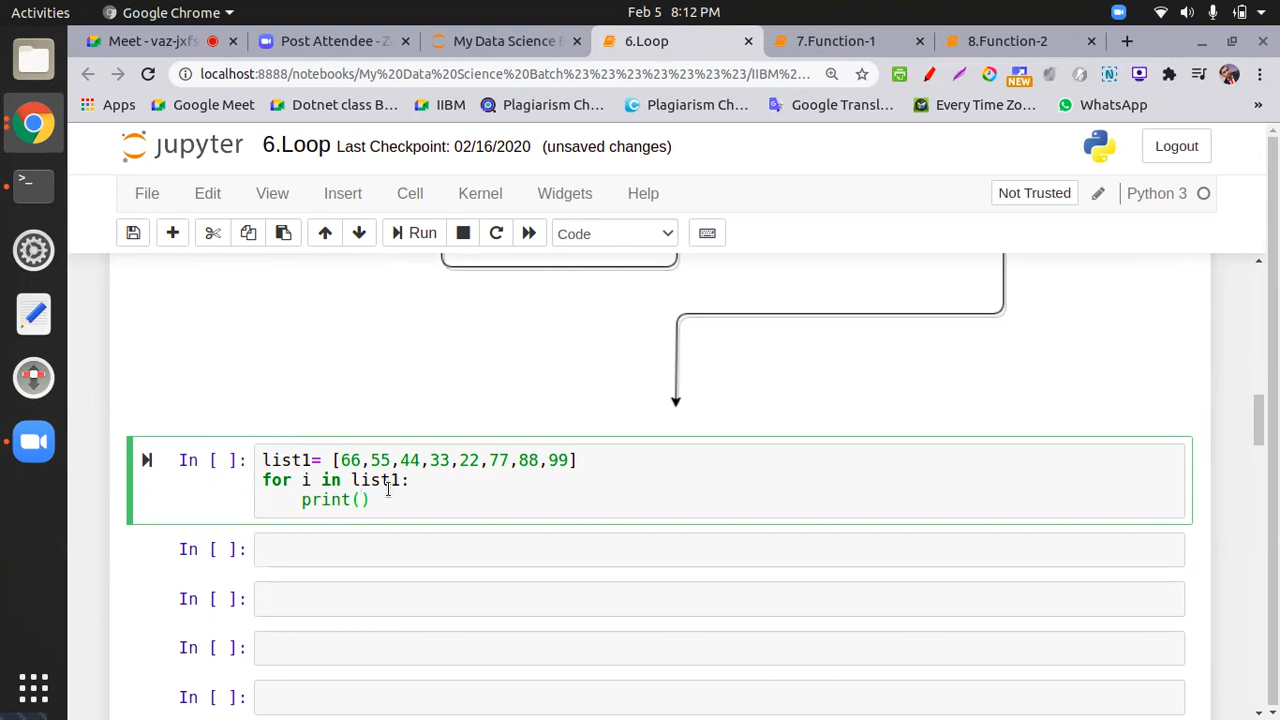 Activities
Google Chrome
Feb 5 8:12 PM
Meet - vaz-jxfs
Post Attendee - Z
My Data Science B
6.Loop
7.Function-1
8.Function-2
localhost:8888/notebooks/My%20Data%20Science%20Batch%23%23%23%23%23%23%23/IIBM%2...
NEW
Apps
Google Meet
Dotnet class B...
IIBM
Plagiarism Ch...
Plagiarism Ch...
Google Transl...
Every Time Zo...
WhatsApp
»
jupyter
6.Loop Last Checkpoint: 02/16/2020 (unsaved changes)
Logout
File Edit View Insert Cell Kernel Widgets Help
Not Trusted
Python 3
Run
Code
In [ ]:
list1= [66,55,44,33,22,77,88,99]
for i in list1:
print()
In [ ]:
In [ ]:
In [ ]:
In [ ]: